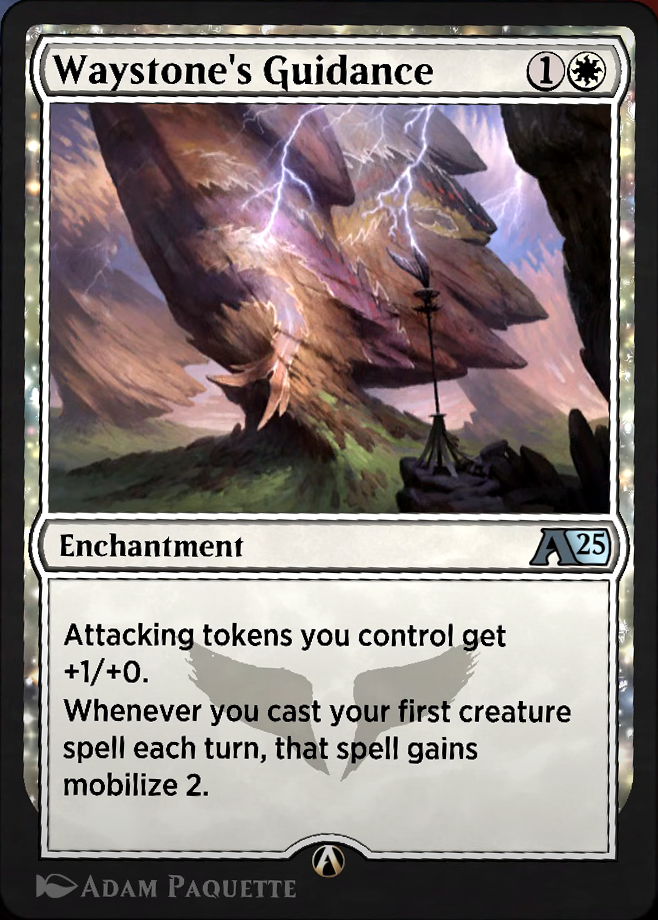 Waystone's Guidance 1
Enchantment A25
Attacking tokens you control get
+1/+0.
Whenever you cast your first creature
spell each turn, that spell gains
mobilize 2.
Adam Paquette